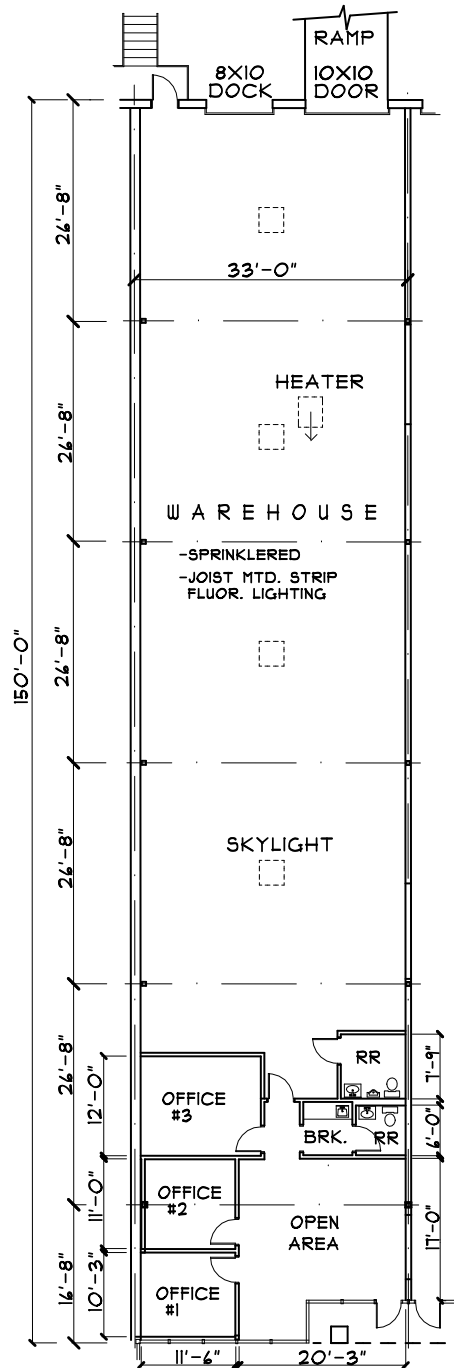 RAMP
8X10
DOCK
10X10
DOOR
26'-8"
33'-0"
HEATER
26'-8"
WAREHOUSE
-SPRINKLERED
-JOIST MTD. STRIP
FLUOR. LIGHTING
150'-0"
26'-8"
SKYLIGHT
26'-8"
26'-8"
RR
7'-9"
12'-0"
OFFICE
#3
BRK.
RR
6'-0"
11'-0"
OFFICE
#2
OPEN
AREA
17'-0"
16'-8"
10'-3"
OFFICE
#1
11'-6"
20'-3"